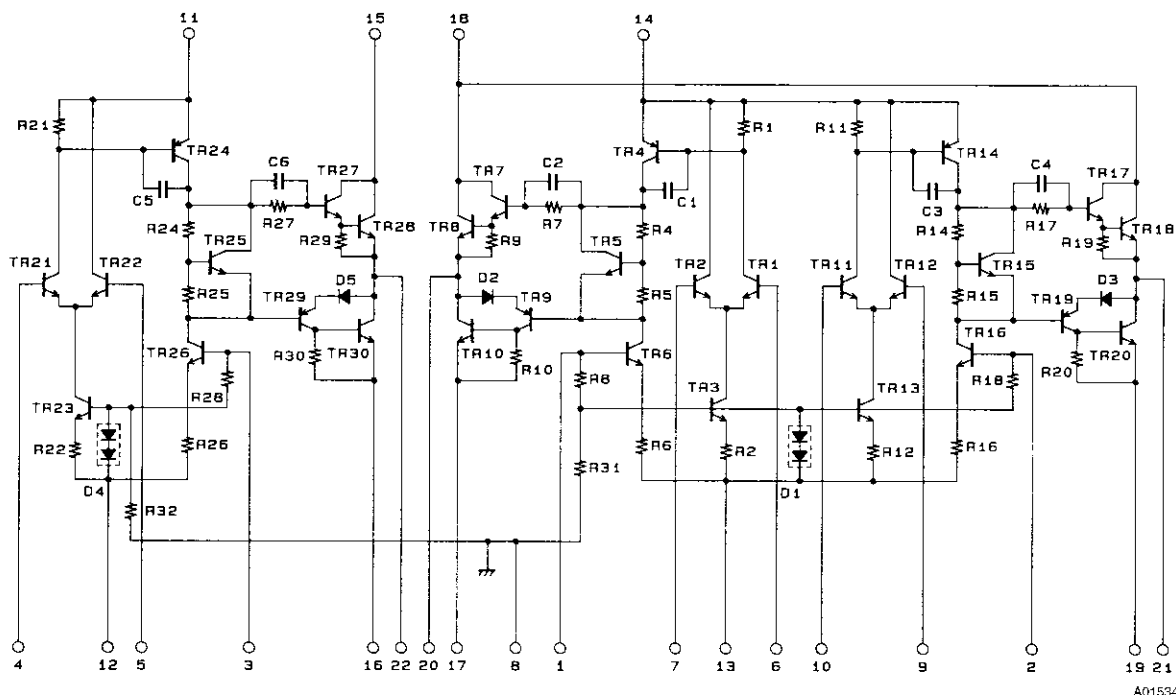 11 15 18 14
R21 TR24 C5 C6 TR27 R27 R24 TR25 R29 TR28
TR7 C2 TR4 C1 R7 TR8 R9 R4 TR5
R1 R11 TR14 C4 TR17 C3 R17 R14 R19 TR18
TR21 TR22 R25 D5 TR29 D2 TR9 R5 TR2 TR1 TR11 TR12 TR15 R15 D3 TR19
TR26 R30 TR30 TR10 R10 TR6 TR16 R20 TR20
TR23 R28 R8 TR3 TR13 R18
R22 R26 R31 R6 R2 R12 R16
D4 R32 D1
4 12 5 3 16 22 20 17 8 1 7 13 6 10 9 2 19 21